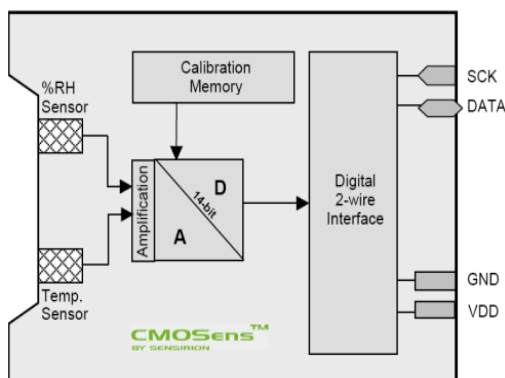 %RH
Sensor
Calibration
Memory
SCK
DATA
Amplification
D
14-bit
A
Digital
2-wire
Interface
Temp.
Sensor
GND
VDD
CMOSens™
BY SENSIRION